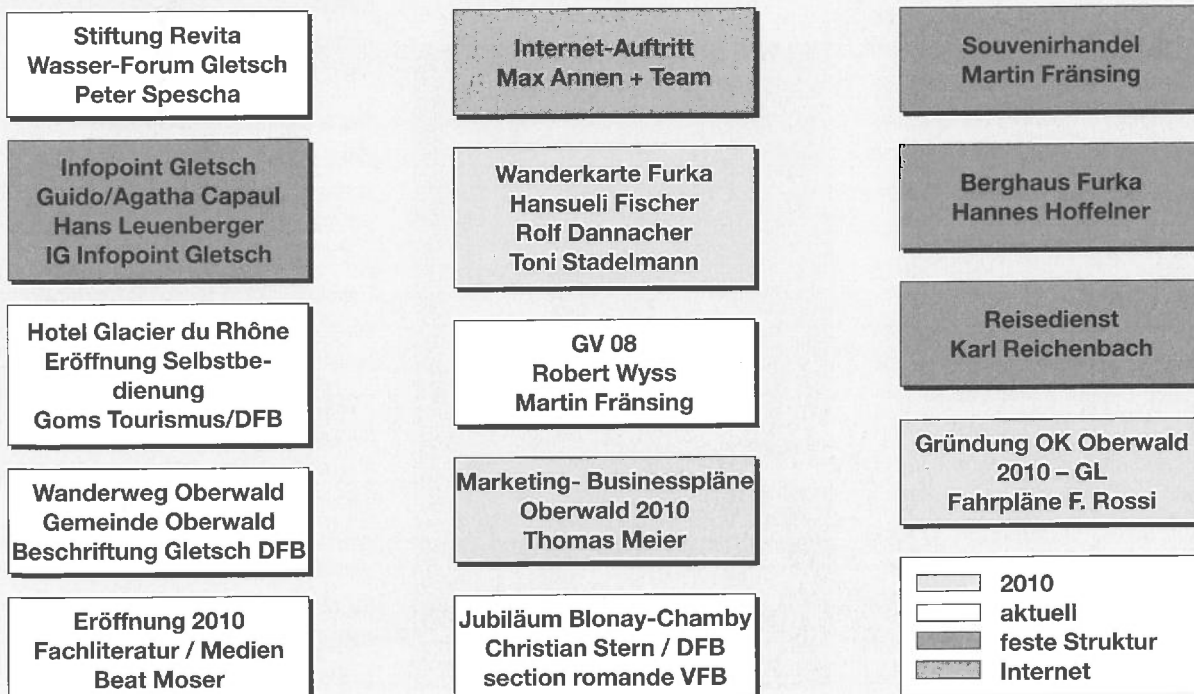 Stiftung Revita
Wasser-Forum Gletsch
Peter Spescha
Infopoint Gletsch
Guido/Agatha Capaul
Hans Leuenberger
IG Infopoint Gletsch
Hotel Glacier du Rhône
Eröffnung Selbstbe-
dienung
Goms Tourismus/DFB
Wanderweg Oberwald
Gemeinde Oberwald
Beschriftung Gletsch DFB
Eröffnung 2010
Fachliteratur / Medien
Beat Moser
Internet-Auftritt
Max Annen + Team
Wanderkarte Furka
Hansueli Fischer
Rolf Dannacher
Toni Stadelmann
GV 08
Robert Wyss
Martin Fränsing
Marketing- Businesspläne
Oberwald 2010
Thomas Meier
Jubiläum Blonay-Chamby
Christian Stern / DFB
section romande VFB
Souvenirhandel
Martin Fränsing
Berghaus Furka
Hannes Hoffelner
Reisedienst
Karl Reichenbach
Gründung OK Oberwald
2010 – GL
Fahrpläne F. Rossi
2010
aktuell
feste Struktur
Internet